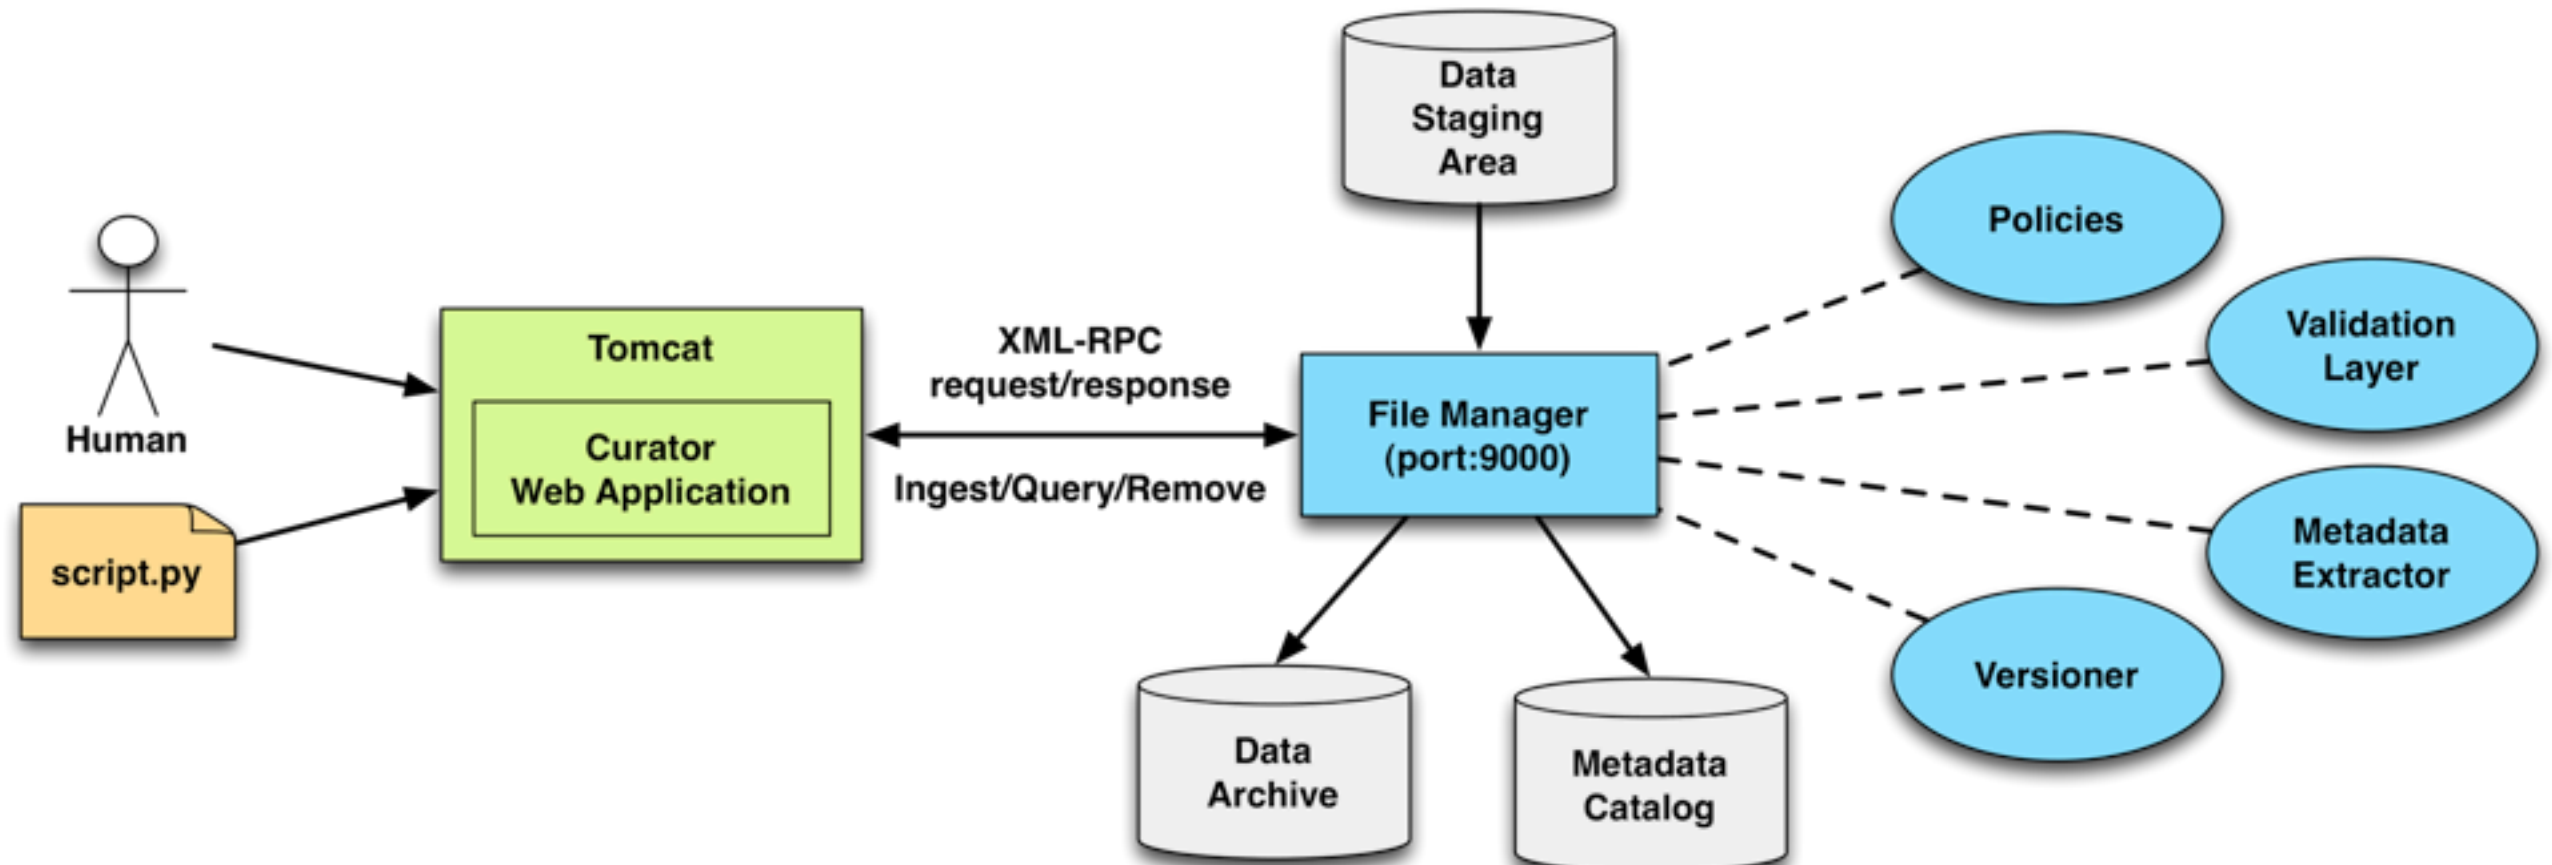 Data
Staging
Area
Policies
Human
script.py
Tomcat
Curator
Web Application
XML-RPC
request/response
Ingest/Query/Remove
File Manager
(port:9000)
Validation
Layer
Metadata
Extractor
Versioner
Data
Archive
Metadata
Catalog